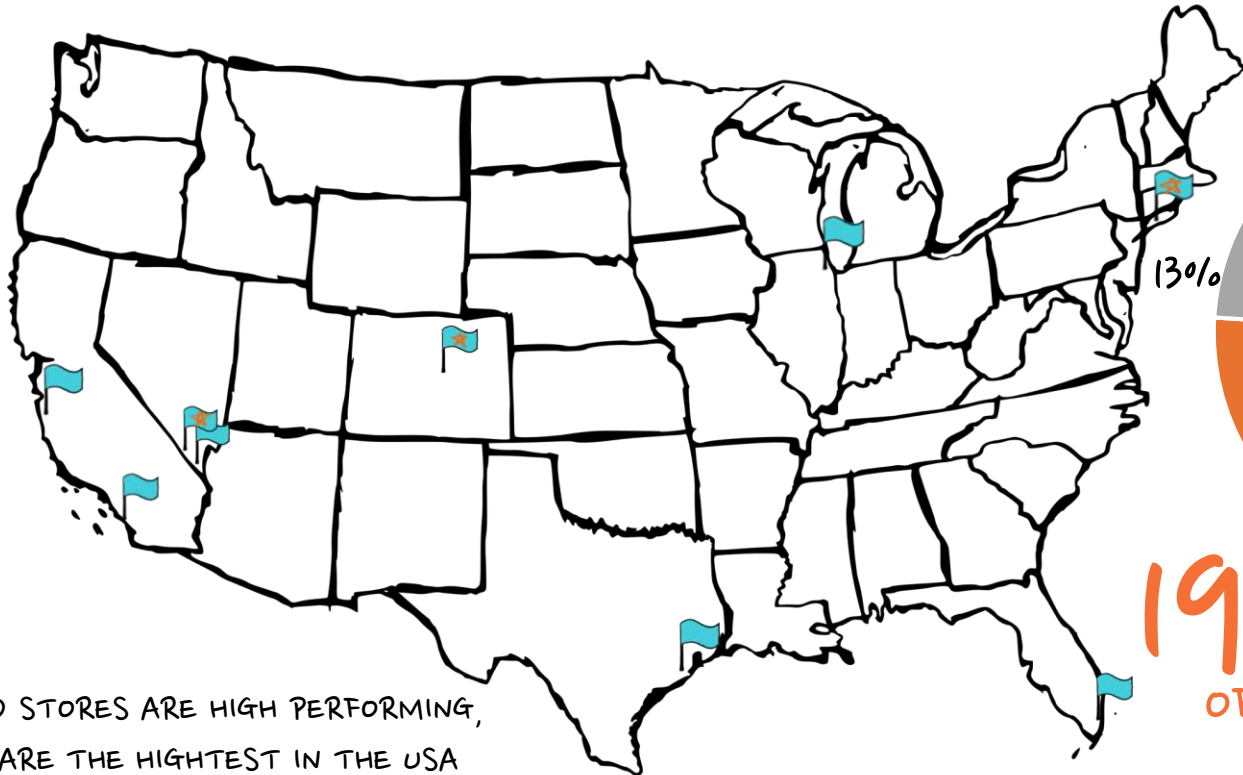 13%
19
STORES ARE HIGH PERFORMING,
ARE THE HIGHTEST IN THE USA